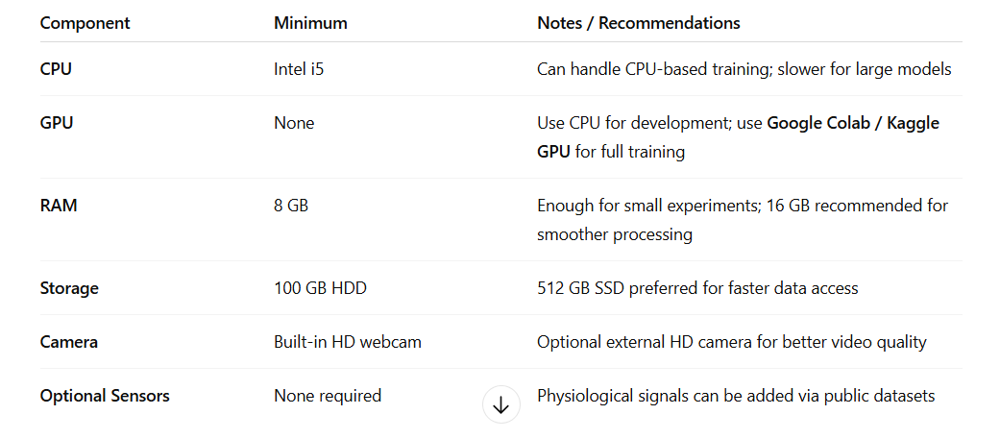 Component Minimum Notes / Recommendations
CPU Intel i5 Can handle CPU-based training; slower for large models
GPU None Use CPU for development; use Google Colab / Kaggle
GPU for full training
RAM 8 GB Enough for small experiments; 16 GB recommended for
smoother processing
Storage 100 GB HDD 512 GB SSD preferred for faster data access
Camera Built-in HD webcam Optional external HD camera for better video quality
Optional Sensors None required Physiological signals can be added via public datasets